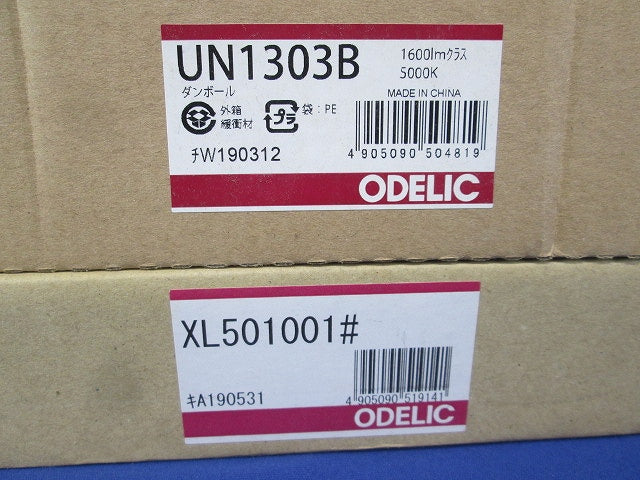 UN1303B
1600lmクラス
5000K
ダンボール
MADE IN CHINA
外箱
緩衝材
プラ
袋：PE
ﾁW190312
4 905090 504819
ODELIC
XL501001#
ｷA190531
4 905090 519141
ODELIC